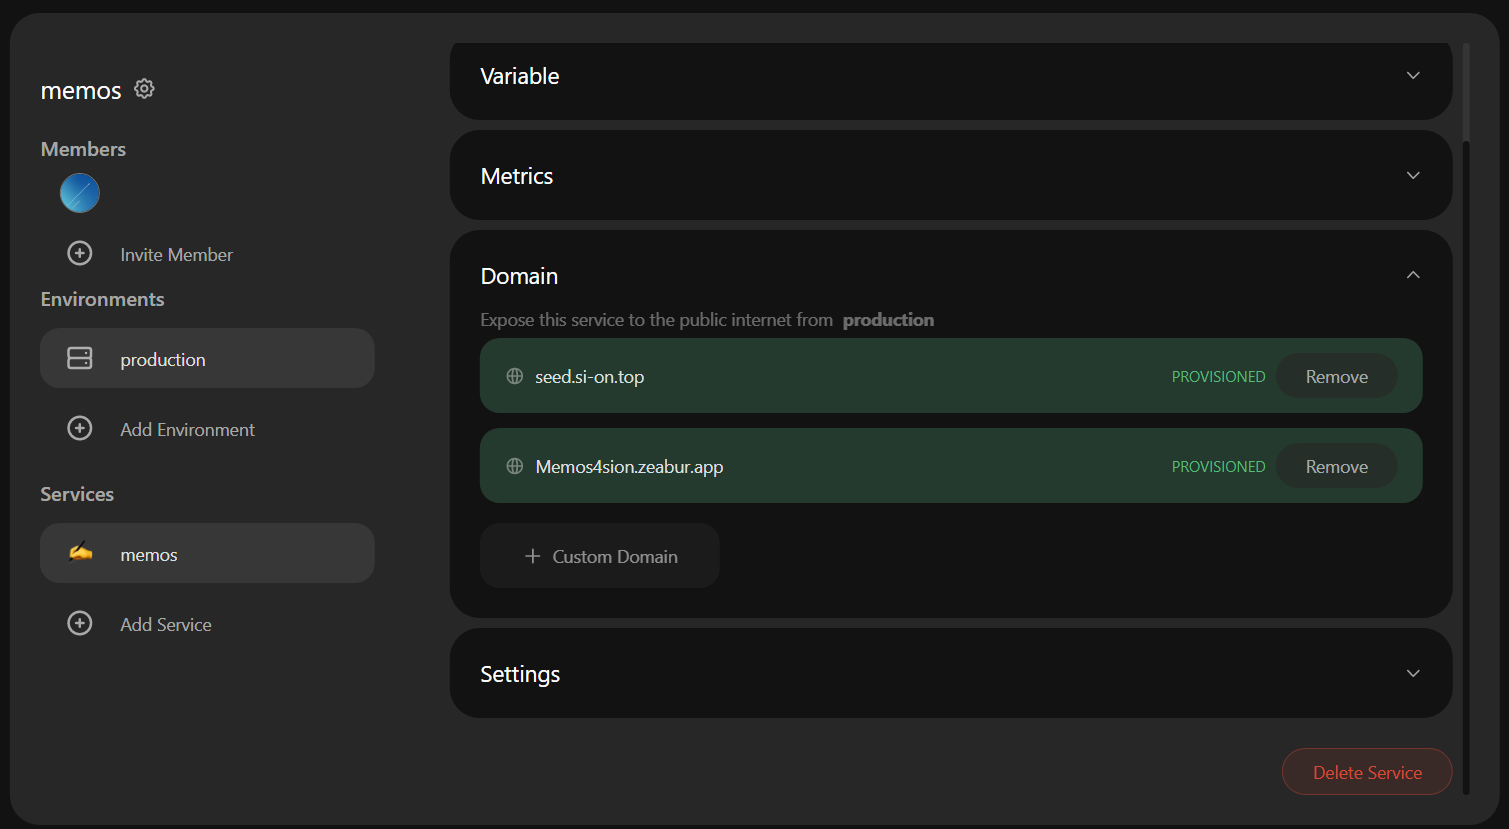 memos
Members
Invite Member
Environments
production
Add Environment
Services
memos
Add Service
Variable
Metrics
Domain
Expose this service to the public internet from production
seed.si-on.top PROVISIONED Remove
Memos4sion.zeabur.app PROVISIONED Remove
Custom Domain
Settings
Delete Service